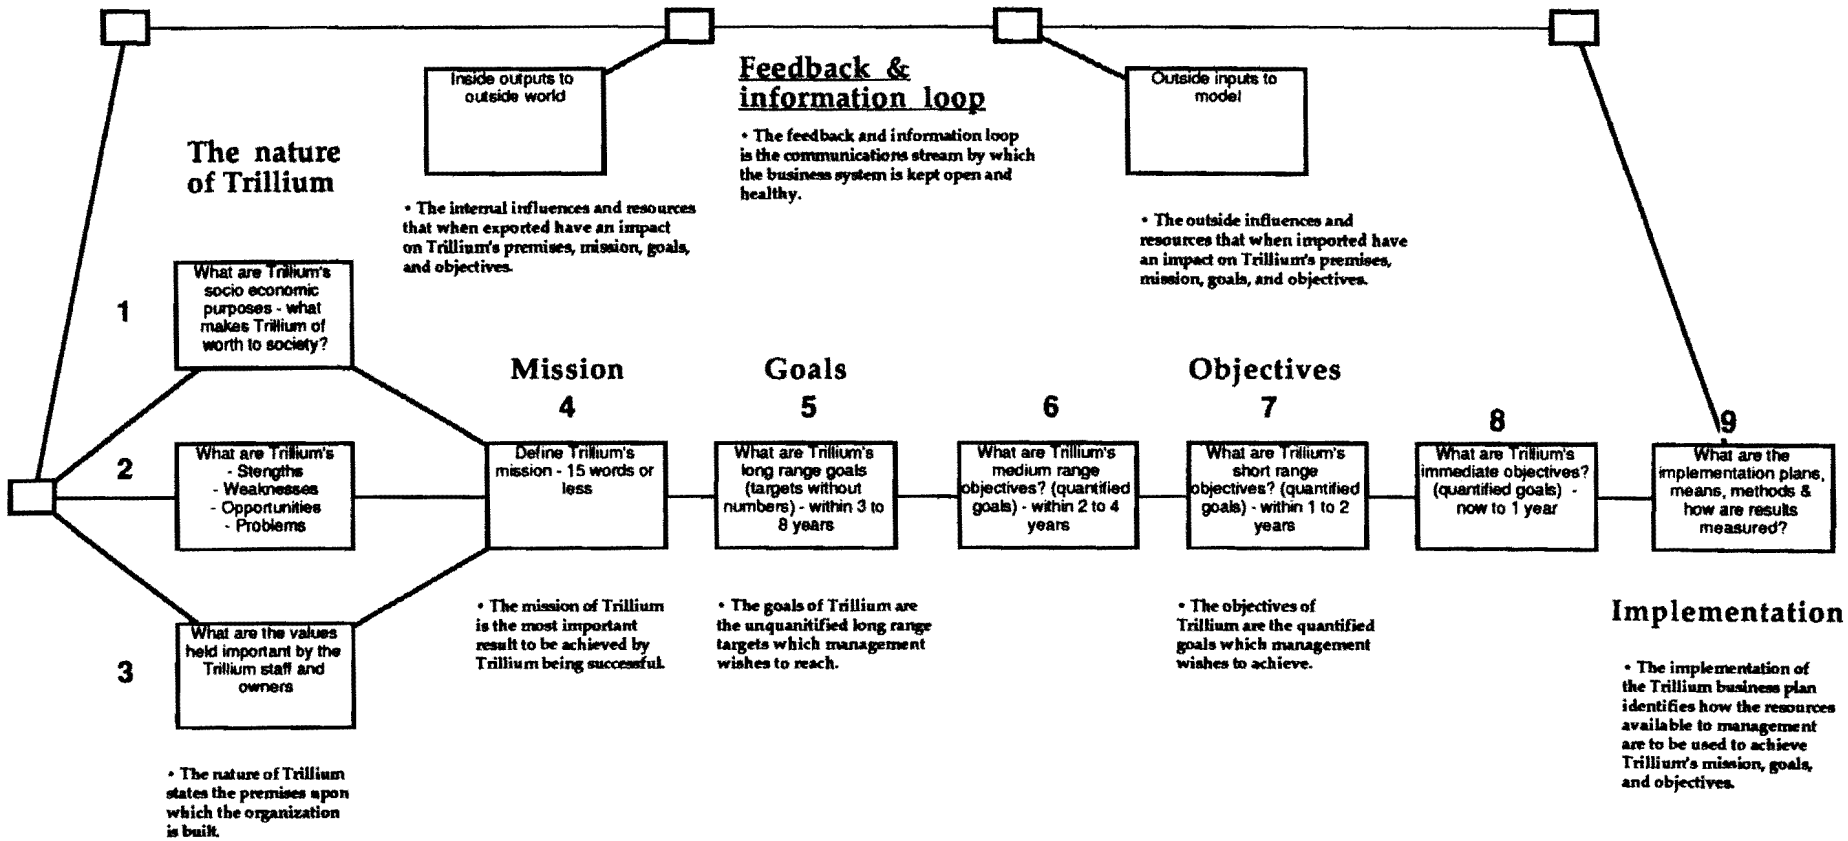 Inside outputs to
outside world
Feedback &
information loop
• The feedback and information loop
is the communications stream by which
the business system is kept open and
healthy.
Outside inputs to
model
The nature
of Trillium
• The internal influences and resources
that when exported have an impact
on Trillium's premises, mission, goals,
and objectives.
• The outside influences and
resources that when imported have
an impact on Trillium's premises,
mission, goals, and objectives.
1
What are Trillium's
socio economic
purposes - what
makes Trillium of
worth to society?
2
What are Trillium's
- Stengths
- Weaknesses
- Opportunities
- Problems
3
What are the values
held important by the
Trillium staff and
owners
• The nature of Trillium
states the premises upon
which the organization
is built.
Mission
4
Define Trillium's
mission - 15 words or
less
• The mission of Trillium
is the most important
result to be achieved by
Trillium being successful.
Goals
5
What are Trillium's
long range goals
(targets without
numbers) - within 3 to
8 years
• The goals of Trillium are
the unquanitified long range
targets which management
wishes to reach.
Objectives
6
What are Trillium's
medium range
objectives? (quantified
goals) - within 2 to 4
years
7
What are Trillium's
short range
objectives? (quantified
goals) - within 1 to 2
years
• The objectives of
Trillium are the quantified
goals which management
wishes to achieve.
8
What are Trillium's
immediate objectives?
(quantified goals) -
now to 1 year
9
What are the
implementation plans,
means, methods &
how are results
measured?
Implementation
• The implementation of
the Trillium business plan
identifies how the resources
available to management
are to be used to achieve
Trillium's mission, goals,
and objectives.